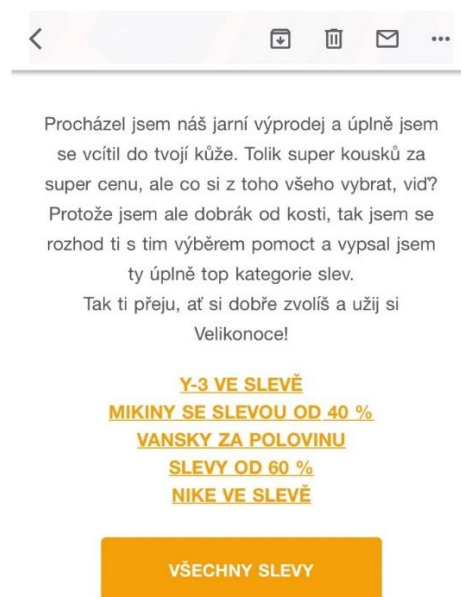 Procházel jsem náš jarní výprodej a úplně jsem
se vcítil do tvojí kůže. Tolik super kousků za
super cenu, ale co si z toho všeho vybrat, viď?
Protože jsem ale dobrák od kosti, tak jsem se
rozhod ti s tim výběrem pomoct a vypsal jsem
ty úplně top kategorie slev.
Tak ti přeju, ať si dobře zvolíš a užij si
Velikonoce!
Y-3 VE SLEVĚ
MIKINY SE SLEVOU OD 40 %
VANSKY ZA POLOVINU
SLEVY OD 60 %
NIKE VE SLEVĚ
VŠECHNY SLEVY